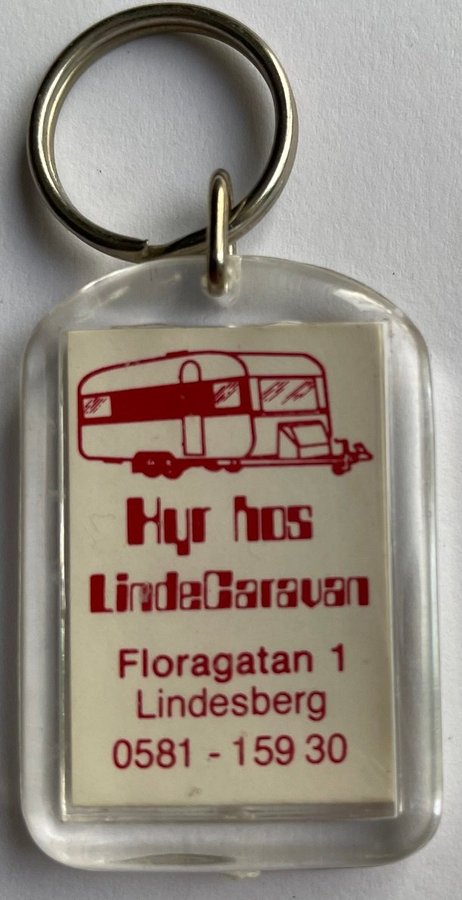 Hyr hos
LindeCaravan
Floragatan 1
Lindesberg
0581 - 159 30